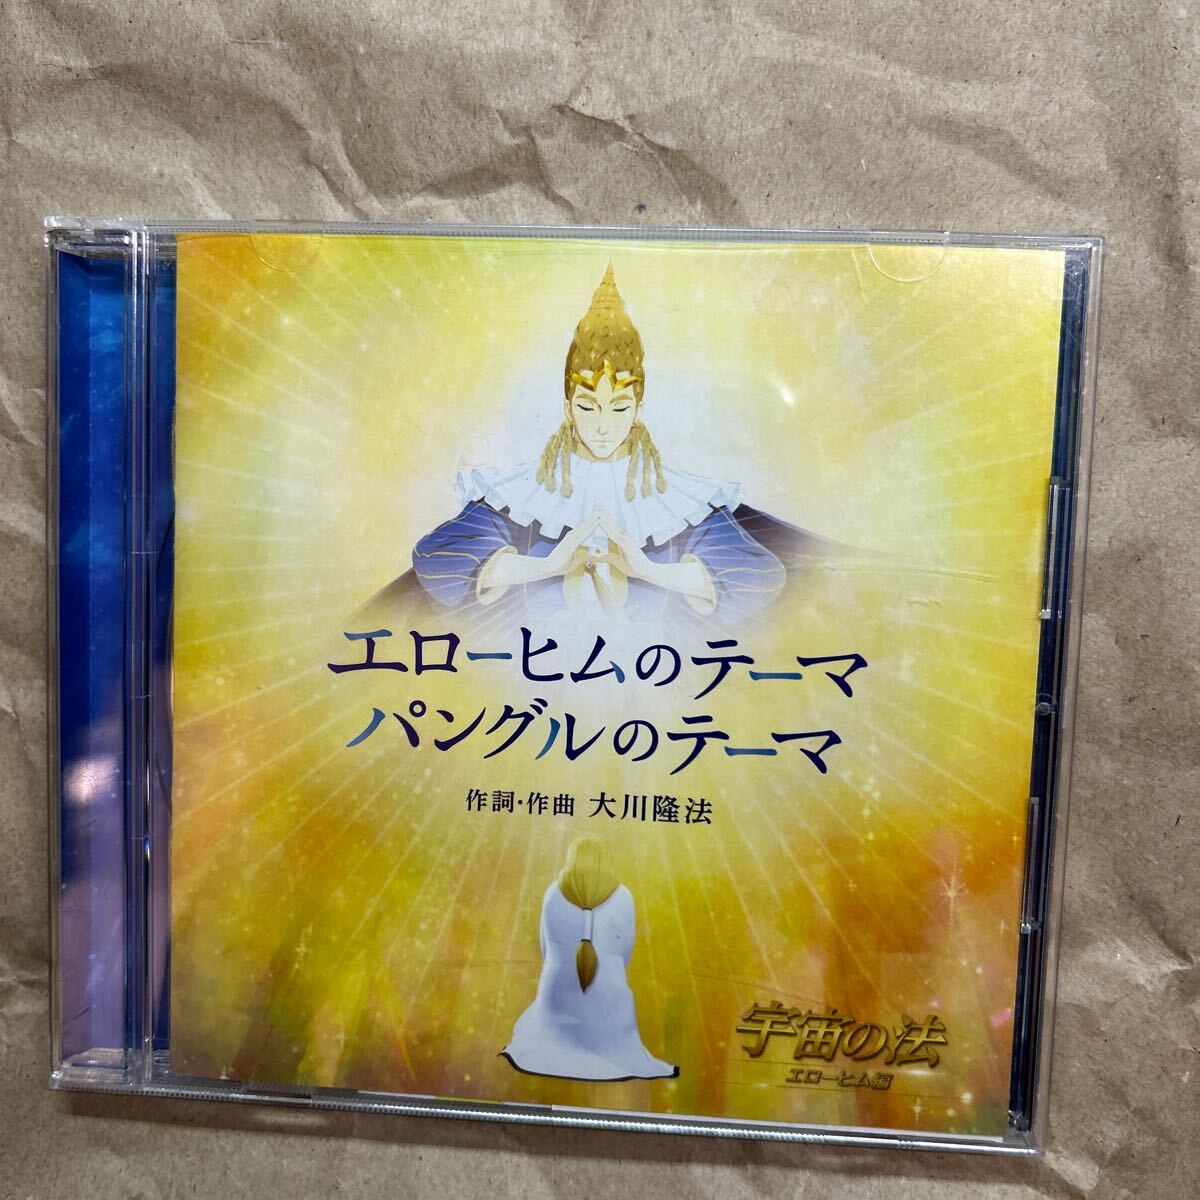 エローヒムのテーマ
パングルのテーマ
作詞・作曲 大川隆法
宇宙の法
エローヒム編